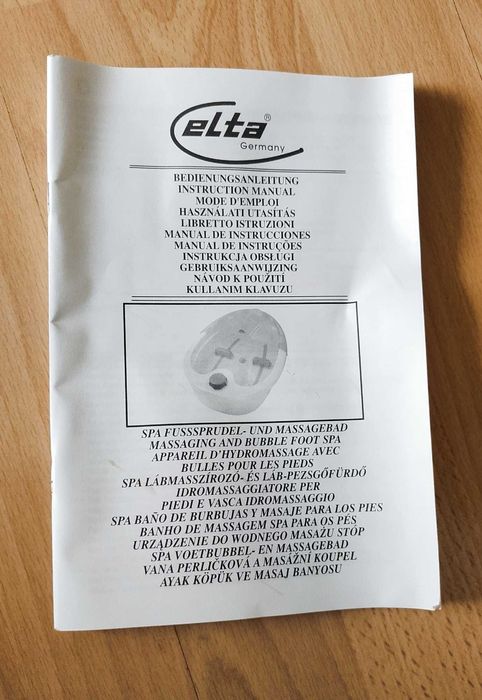 elta®
Germany
BEDIENUNGSANLEITUNG
INSTRUCTION MANUAL
MODE D'EMPLOI
HASZNÁLATI UTASÍTÁS
LIBRETTO ISTRUZIONI
MANUAL DE INSTRUCCIONES
MANUAL DE INSTRUÇÕES
INSTRUKCJA OBSŁUGI
GEBRUIKSAANWIJZING
NÁVOD K POUŽITÍ
KULLANIM KLAVUZU
SPA FUSSSPRUDEL- UND MASSAGEBAD
MASSAGING AND BUBBLE FOOT SPA
APPAREIL D'HYDROMASSAGE AVEC
BULLES POUR LES PIEDS
SPA LÁBMASSZÍROZÓ- ÉS LÁB-PEZSGŐFÜRDŐ
IDROMASSAGGIATORE PER
PIEDI E VASCA IDROMASSAGGIO
SPA BAÑO DE BURBUJAS Y MASAJE PARA LOS PIES
BANHO DE MASSAGEM SPA PARA OS PÉS
URZĄDZENIE DO WODNEGO MASAŻU STÓP
SPA VOETBUBBEL- EN MASSAGEBAD
VANA PERLIČKOVÁ A MASÁŽNÍ KOUPEL
AYAK KÖPÜK VE MASAJ BANYOSU